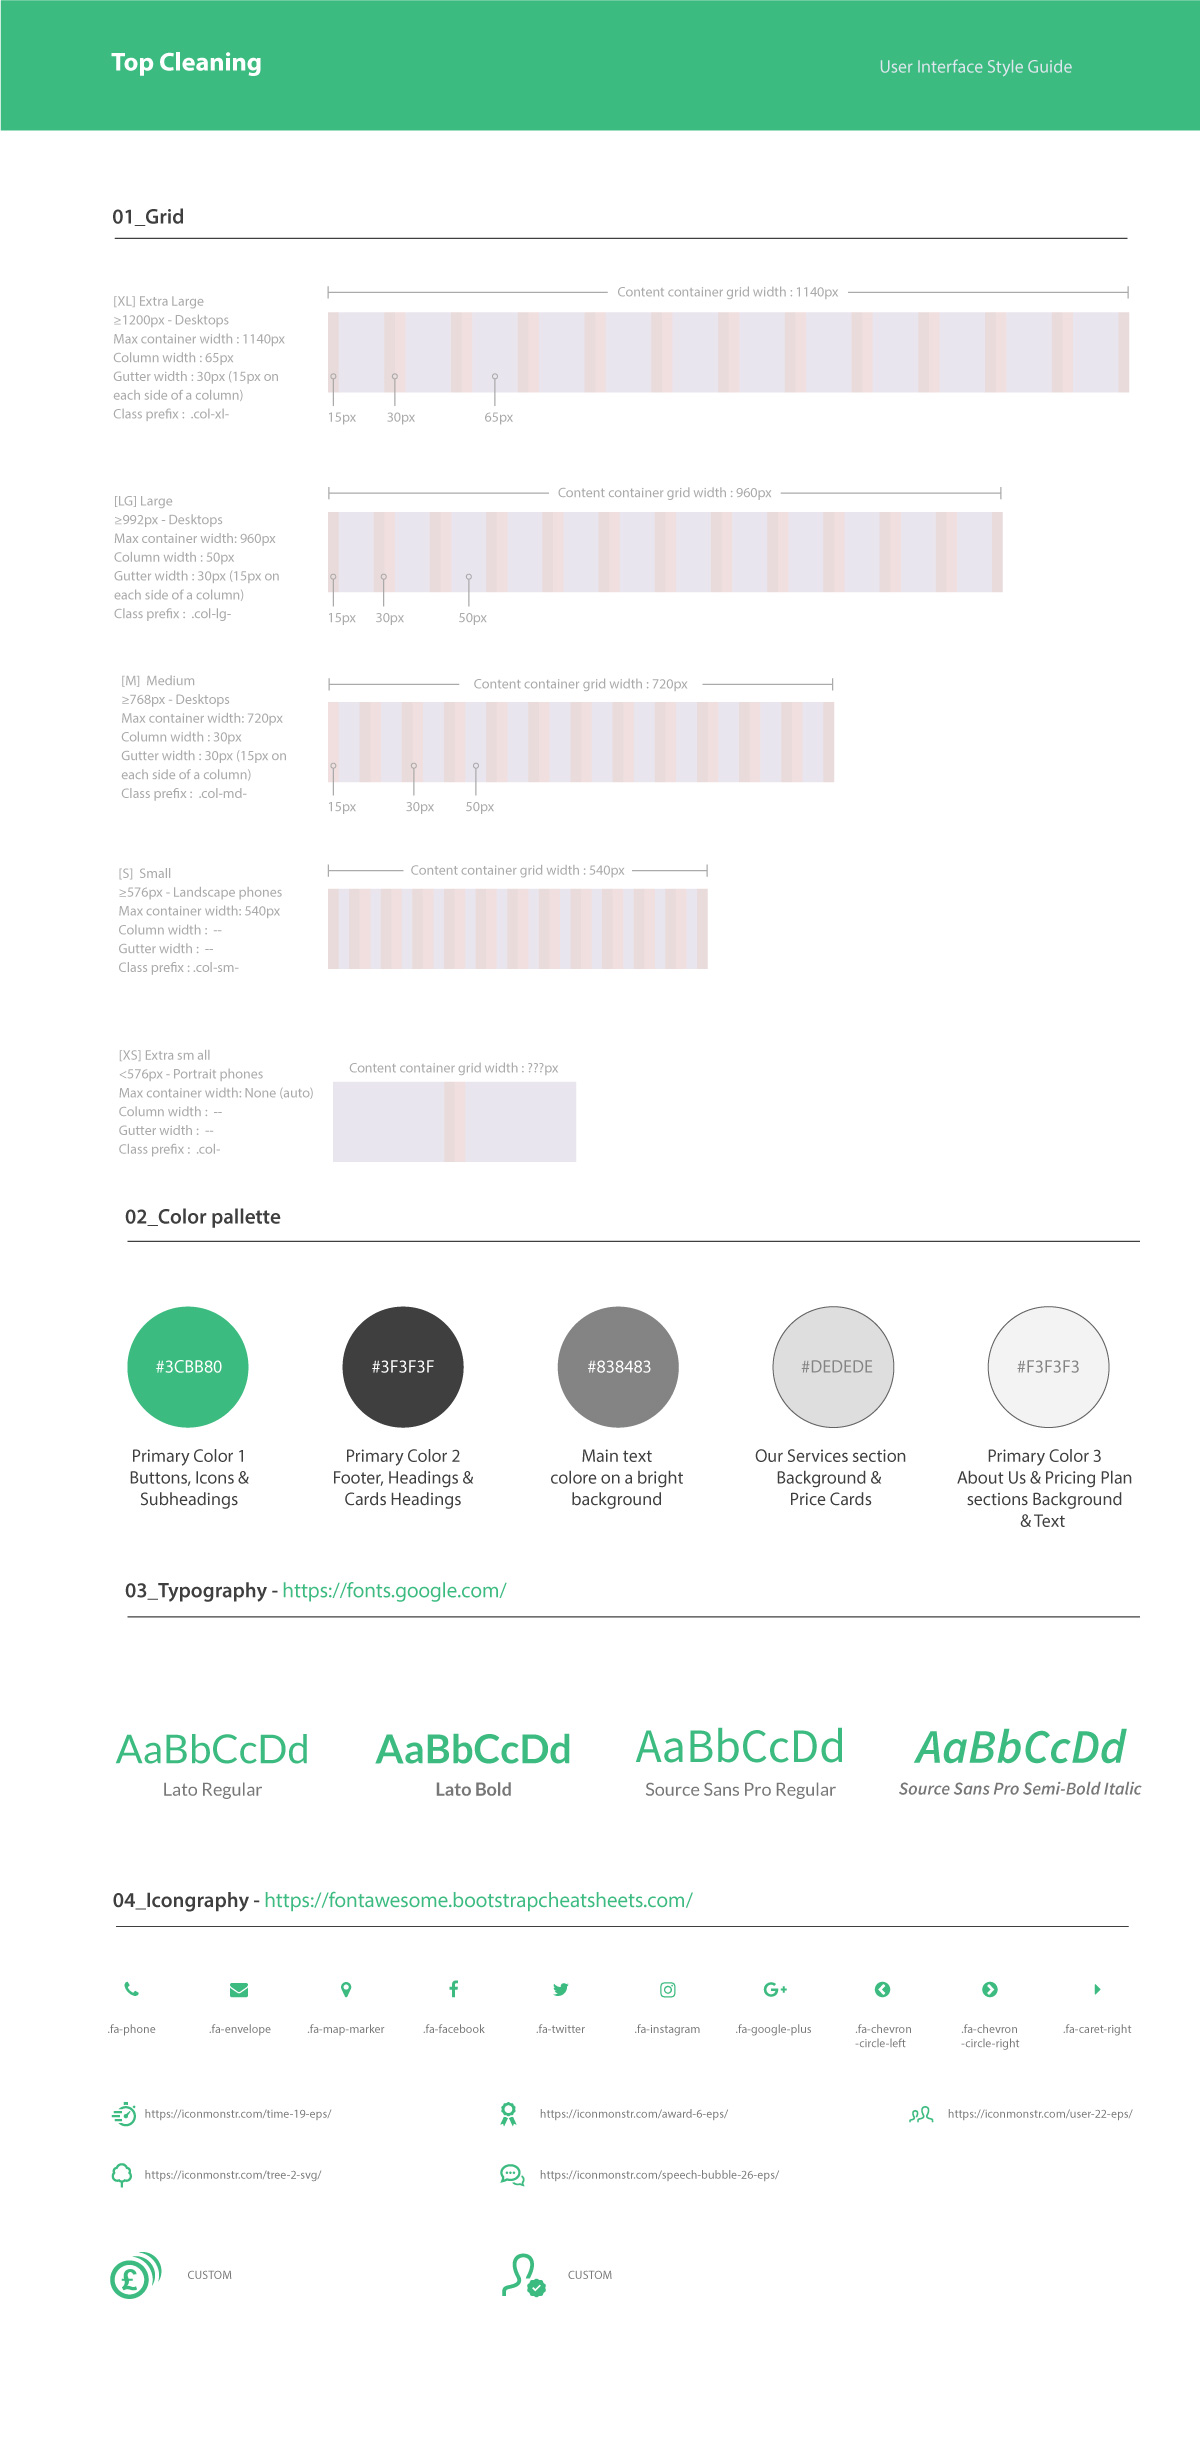 Top Cleaning
User Interface Style Guide
01_Grid
[XL] Extra Large
≥1200px - Desktops
Max container width : 1140px
Column width : 65px
Gutter width : 30px (15px on
each side of a column)
Class prefix :  .col-xl-
Content container grid width : 1140px
15px
30px
65px
[LG] Large
≥992px - Desktops
Max container width: 960px
Column width : 50px
Gutter width : 30px (15px on
each side of a column)
Class prefix :  .col-lg-
Content container grid width : 960px
15px
30px
50px
[M]  Medium
≥768px - Desktops
Max container width: 720px
Column width : 30px
Gutter width : 30px (15px on
each side of a column)
Class prefix :  .col-md-
Content container grid width : 720px
15px
30px
50px
[S]  Small
≥576px - Landscape phones
Max container width: 540px
Column width :  --
Gutter width :  --
Class prefix : .col-sm-
Content container grid width : 540px
[XS] Extra sm all
<576px - Portrait phones
Max container width: None (auto)
Column width :  --
Gutter width :  --
Class prefix :  .col-
Content container grid width : ???px
02_Color pallette
#3CBB80
#3F3F3F
#838483
#DEDEDE
#F3F3F3
Primary Color 1
Buttons, Icons &
Subheadings
Primary Color 2
Footer, Headings &
Cards Headings
Main text
colore on a bright
background
Our Services section
Background &
Price Cards
Primary Color 3
About Us & Pricing Plan
sections Background
& Text
03_Typography - https://fonts.google.com/
AaBbCcDd
Lato Regular
AaBbCcDd
Lato Bold
AaBbCcDd
Source Sans Pro Regular
AaBbCcDd
Source Sans Pro Semi-Bold Italic
04_Icongraphy - https://fontawesome.bootstrapcheatsheets.com/
.fa-phone
.fa-envelope
.fa-map-marker
.fa-facebook
.fa-twitter
.fa-instagram
.fa-google-plus
.fa-chevron
-circle-left
.fa-chevron
-circle-right
.fa-caret-right
https://iconmonstr.com/time-19-eps/
https://iconmonstr.com/award-6-eps/
https://iconmonstr.com/user-22-eps/
https://iconmonstr.com/tree-2-svg/
https://iconmonstr.com/speech-bubble-26-eps/
£
CUSTOM
CUSTOM